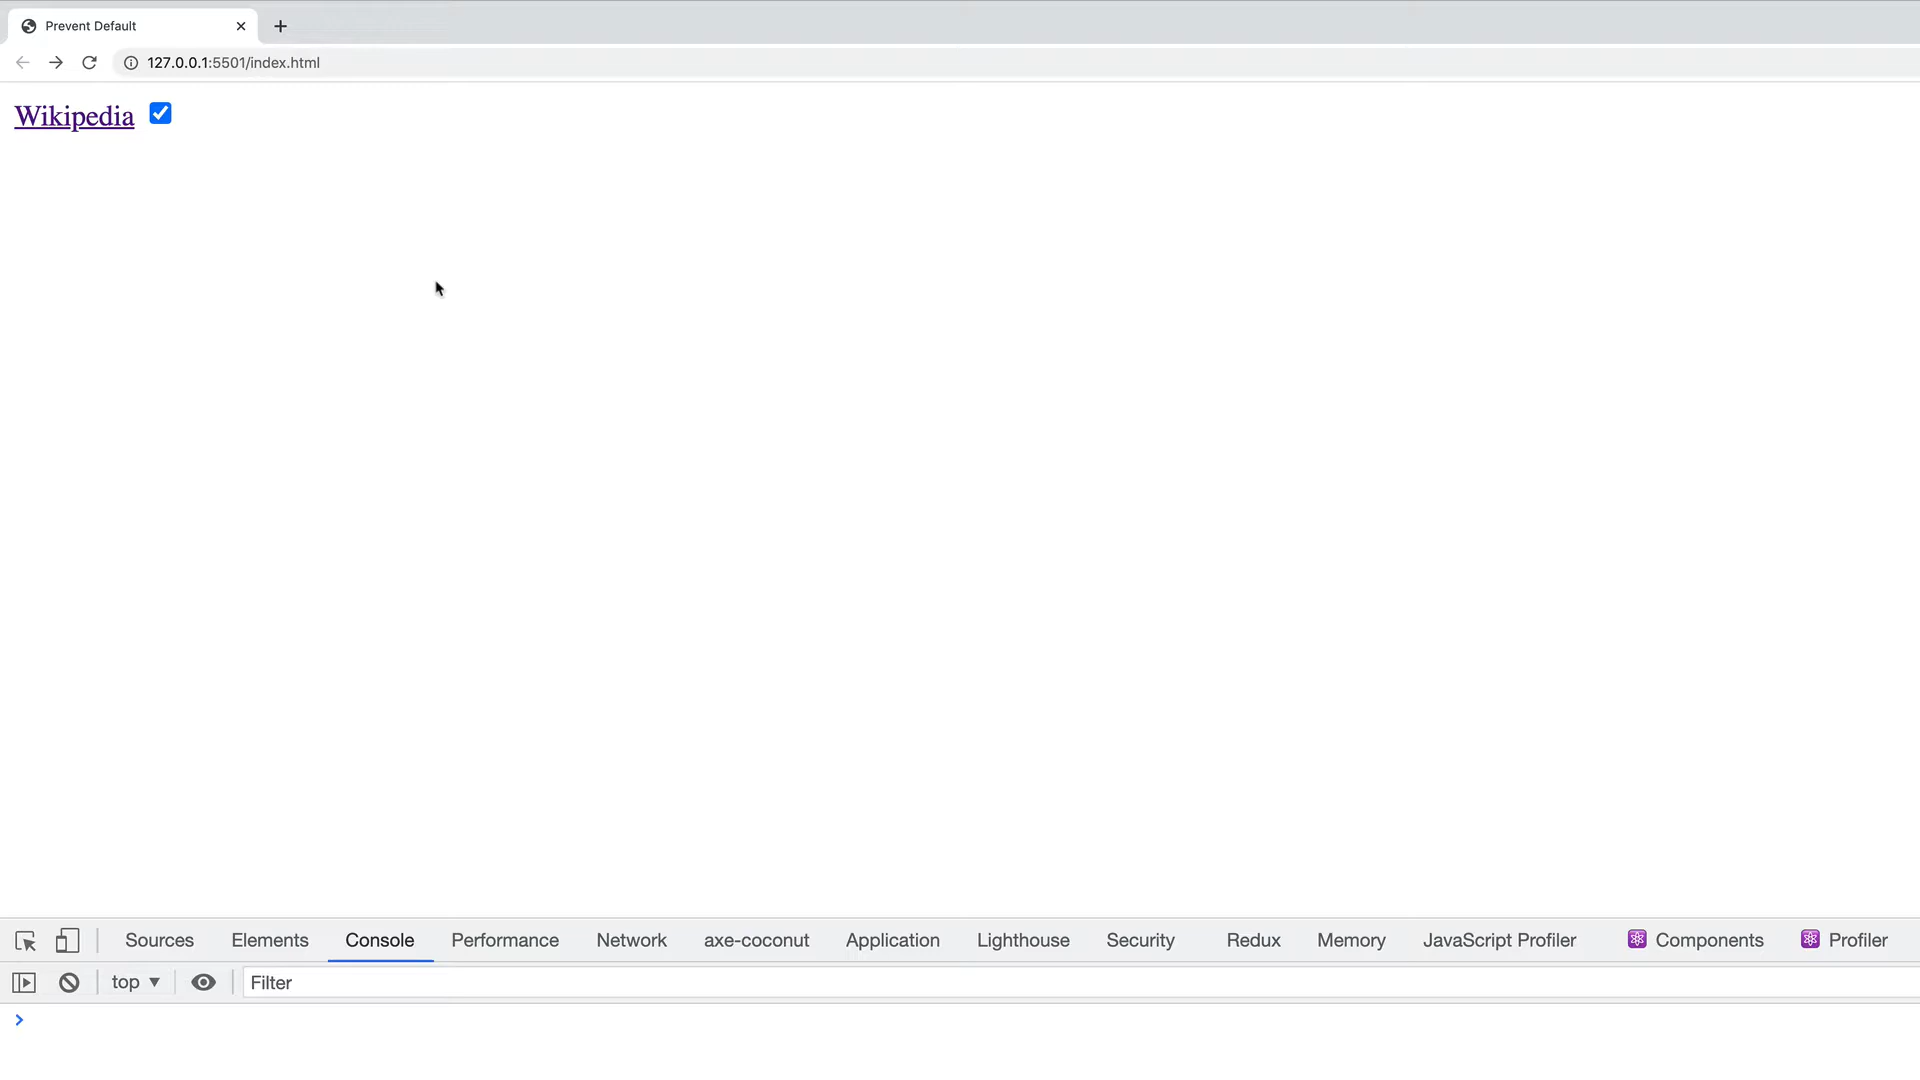 Prevent Default
127.0.0.1:5501/index.html
Wikipedia
Sources Elements Console Performance Network axe-coconut Application Lighthouse Security Redux Memory JavaScript Profiler Components Profiler
top Filter